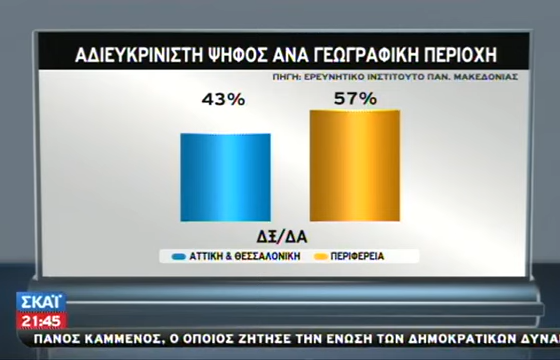 ΑΔΙΕΥΚΡΙΝΙΣΤΗ ΨΗΦΟΣ ΑΝΑ ΓΕΩΓΡΑΦΙΚΗ ΠΕΡΙΟΧΗ
ΠΗΓΗ: ΕΡΕΥΝΗΤΙΚΟ ΙΝΣΤΙΤΟΥΤΟ ΠΑΝ. ΜΑΚΕΔΟΝΙΑΣ
43% 57%
ΔΞ/ΔΑ
ΑΤΤΙΚΗ & ΘΕΣΣΑΛΟΝΙΚΗ ΠΕΡΙΦΕΡΕΙΑ
ΣΚΑΪ
21:45
ΠΑΝΟΣ ΚΑΜΜΕΝΟΣ, Ο ΟΠΟΙΟΣ ΖΗΤΗΣΕ ΤΗΝ ΕΝΩΣΗ ΤΩΝ ΔΗΜΟΚΡΑΤΙΚΩΝ ΔΥΝΑ